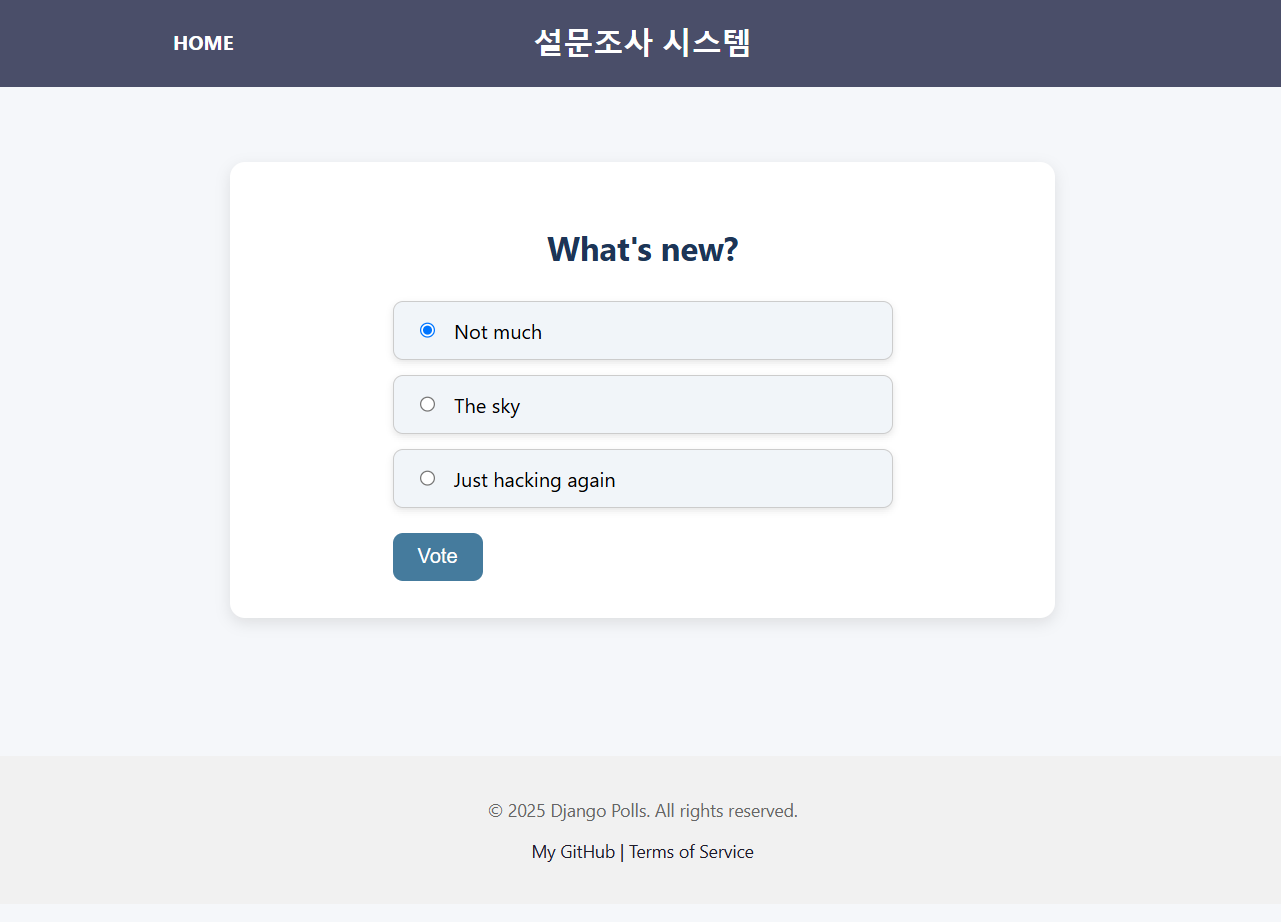 HOME
설문조사 시스템
What's new?
Not much
The sky
Just hacking again
Vote
© 2025 Django Polls. All rights reserved.
My GitHub | Terms of Service